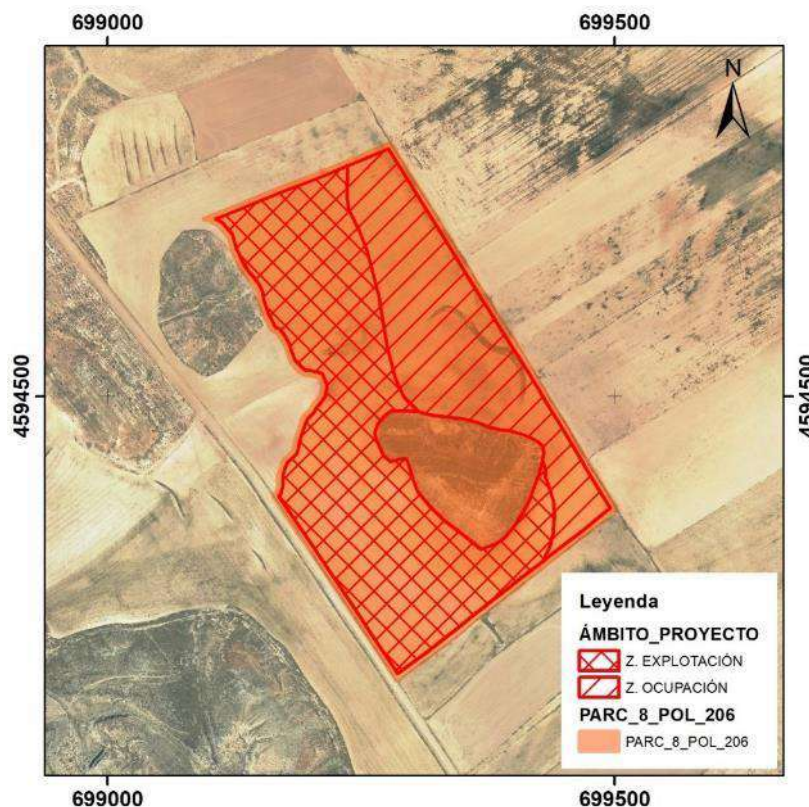 699000 699500
N
4594500 4594500
Leyenda
ÁMBITO_PROYECTO
Z. EXPLOTACIÓN
Z. OCUPACIÓN
PARC_8_POL_206
PARC_8_POL_206
699000 699500